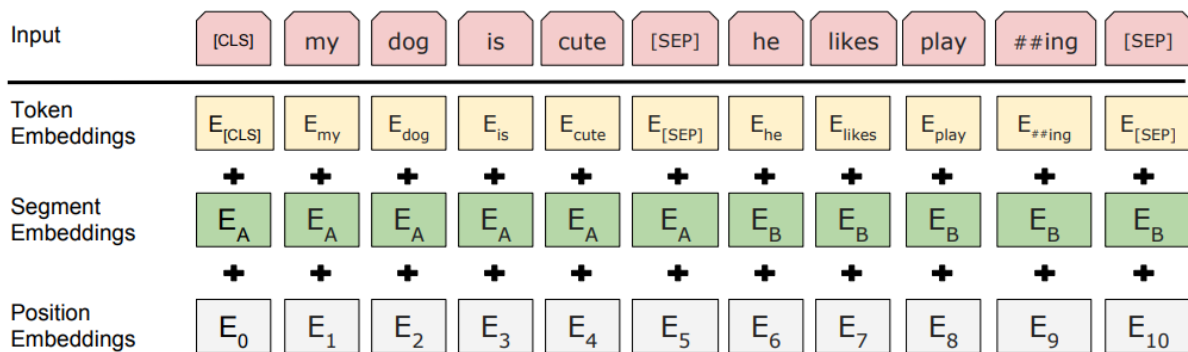 Input [CLS] my dog is cute [SEP] he likes play ##ing [SEP]
Token
Embeddings E[CLS] Emy Edog Eis Ecute E[SEP] Ehe Elikes Eplay E##ing E[SEP]
+ + + + + + + + + + +
Segment
Embeddings EA EA EA EA EA EA EB EB EB EB EB
+ + + + + + + + + + +
Position
Embeddings E0 E1 E2 E3 E4 E5 E6 E7 E8 E9 E10